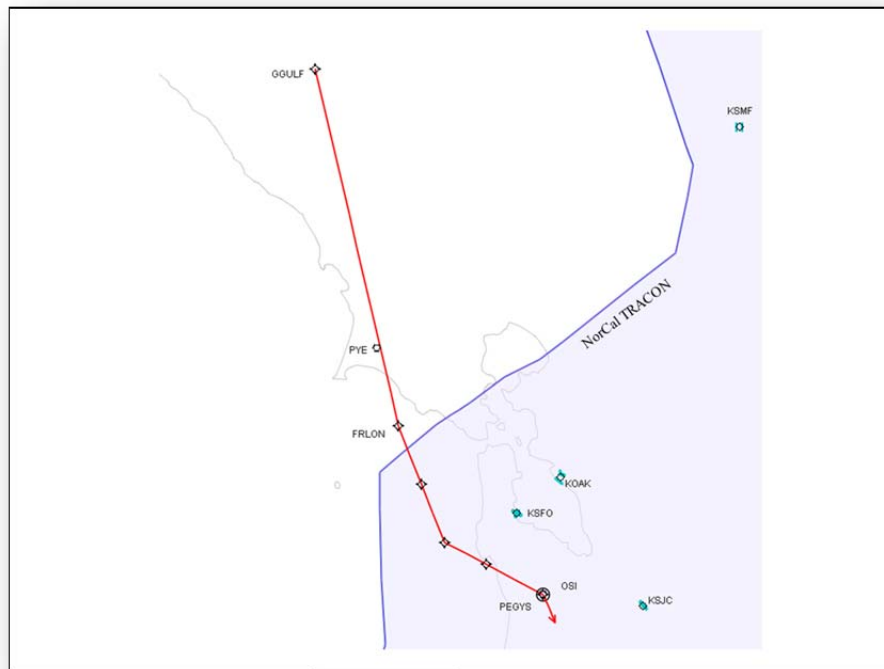 GGULF
KSMF
NorCal TRACON
PYE
FRLON
KOAK
KSFO
OSI
PEGYS
KSJC